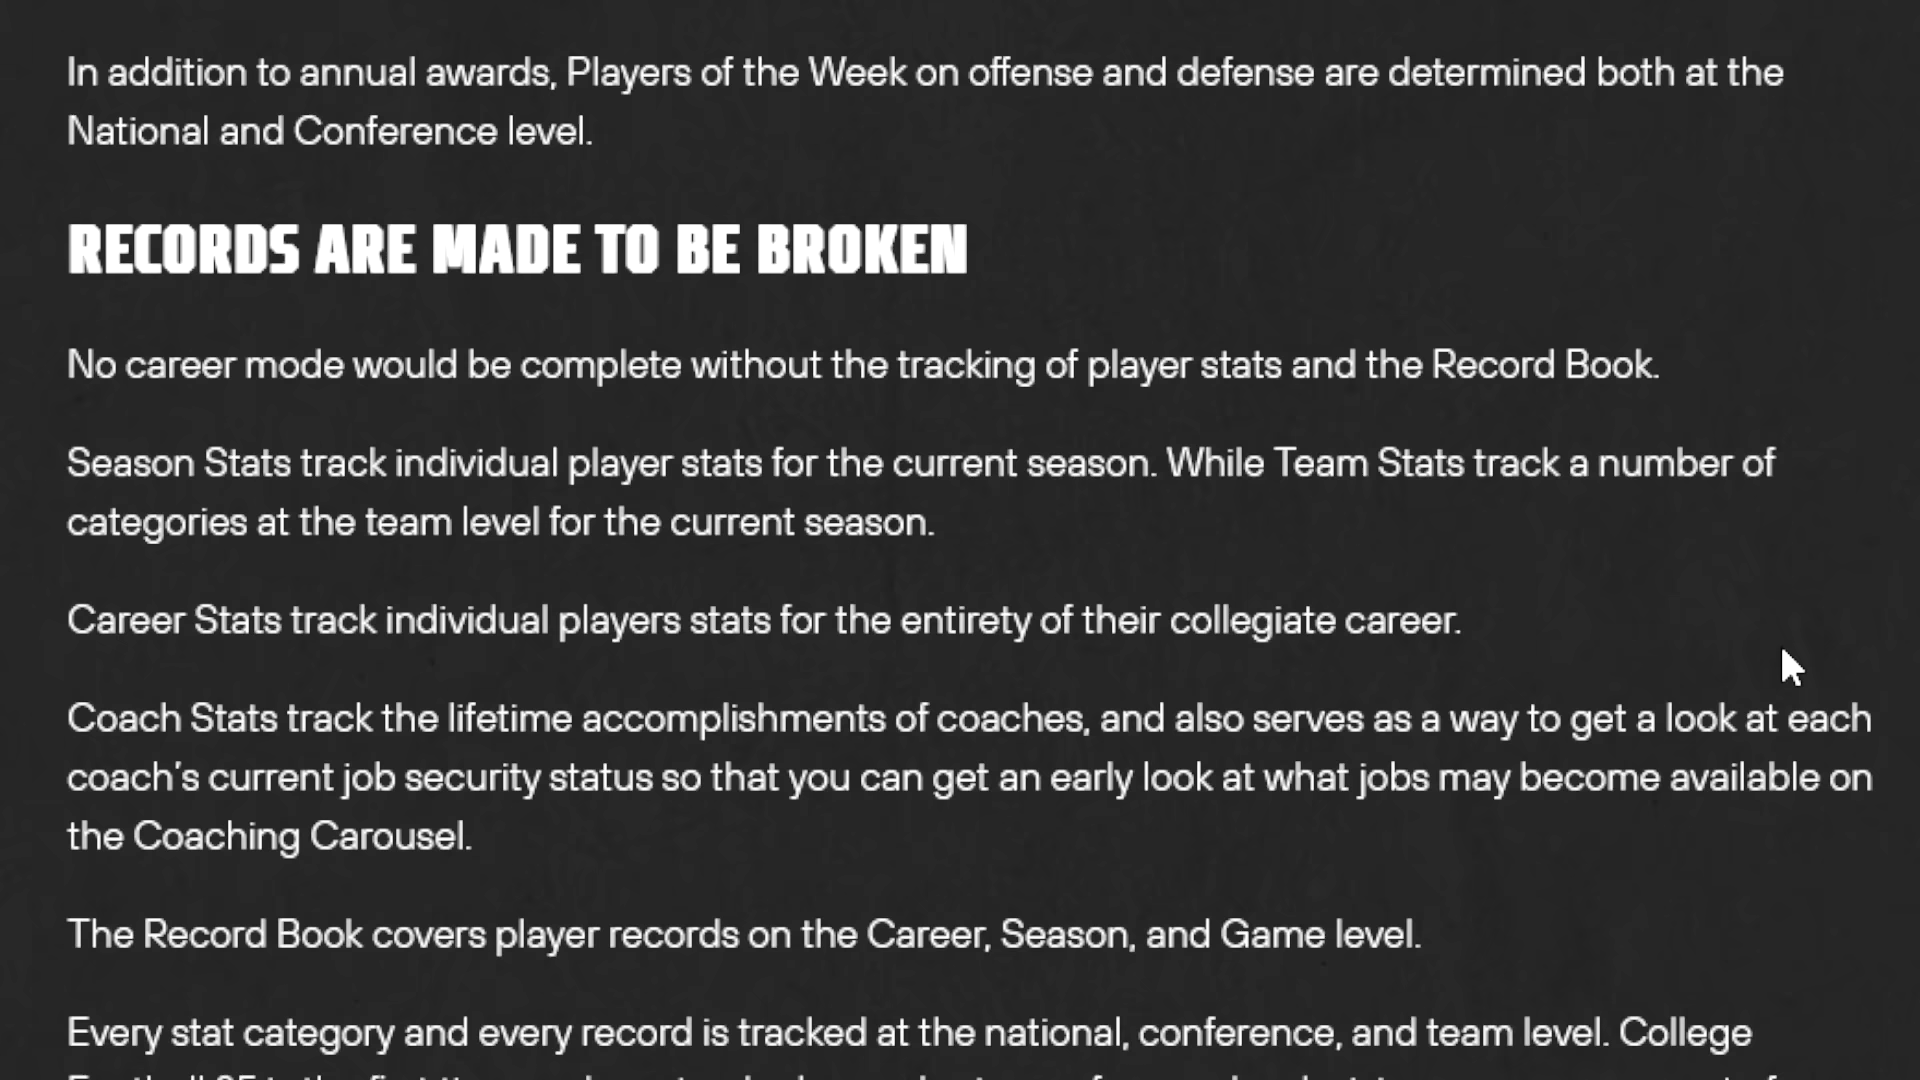 In addition to annual awards, Players of the Week on offense and defense are determined both at the
National and Conference level.
RECORDS ARE MADE TO BE BROKEN
No career mode would be complete without the tracking of player stats and the Record Book.
Season Stats track individual player stats for the current season. While Team Stats track a number of
categories at the team level for the current season.
Career Stats track individual players stats for the entirety of their collegiate career.
Coach Stats track the lifetime accomplishments of coaches, and also serves as a way to get a look at each
coach's current job security status so that you can get an early look at what jobs may become available on
the Coaching Carousel.
The Record Book covers player records on the Career, Season, and Game level.
Every stat category and every record is tracked at the national, conference, and team level. College